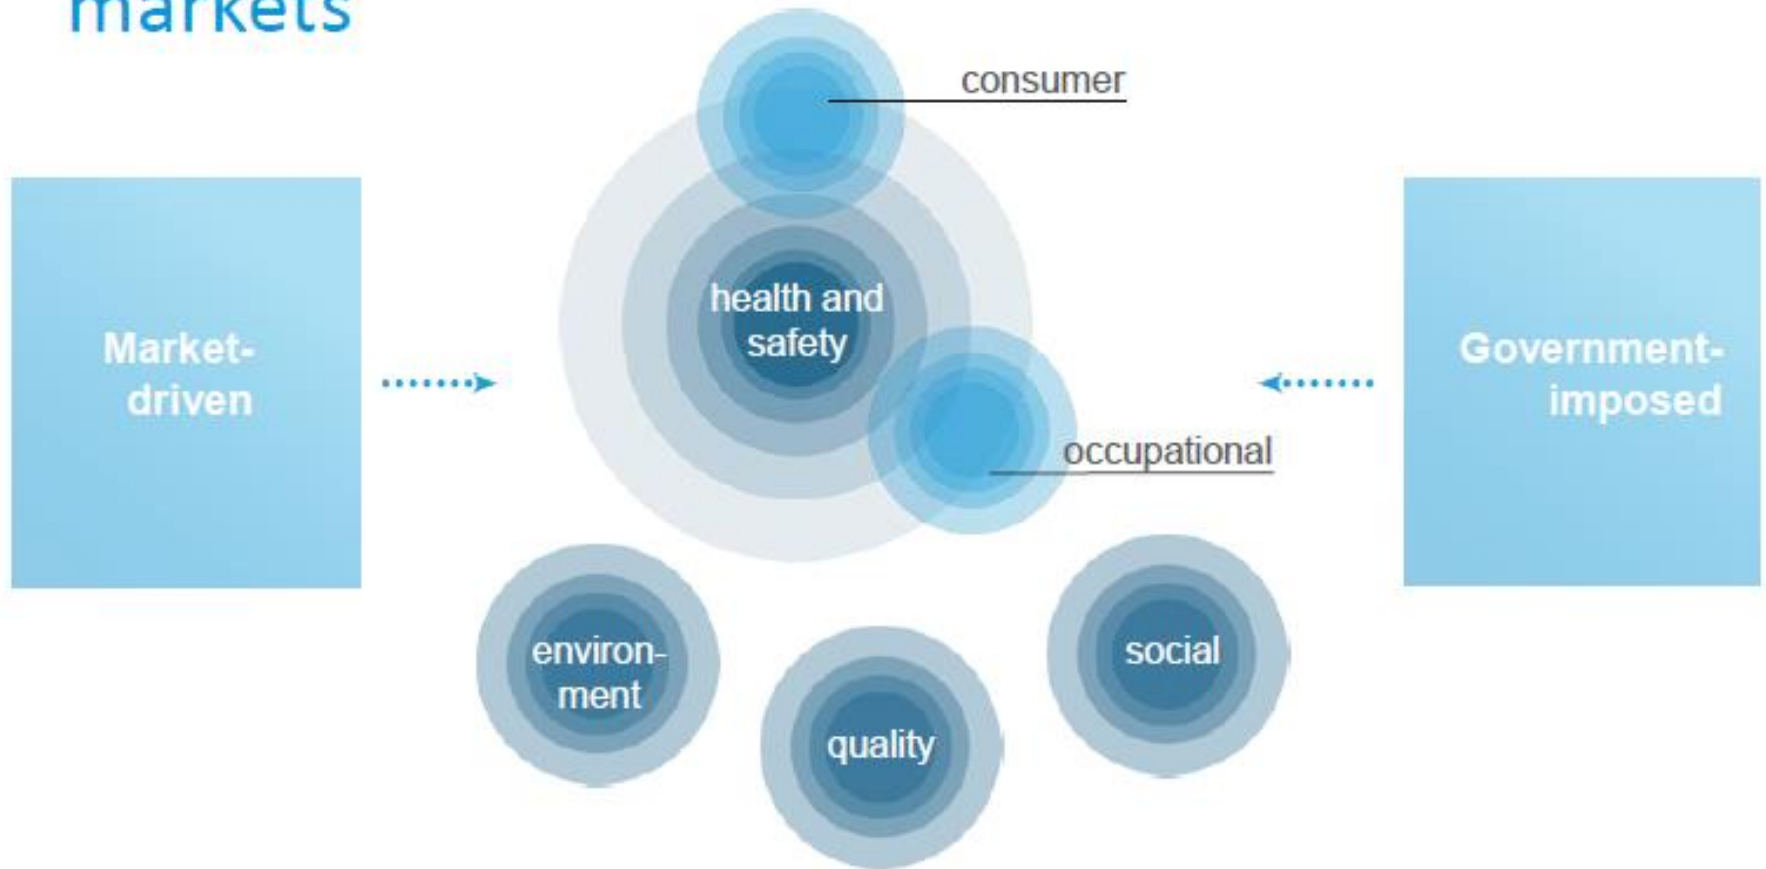 markets
consumer
health and
safety
Market-
driven
Government-
imposed
occupational
environ-
ment
social
quality